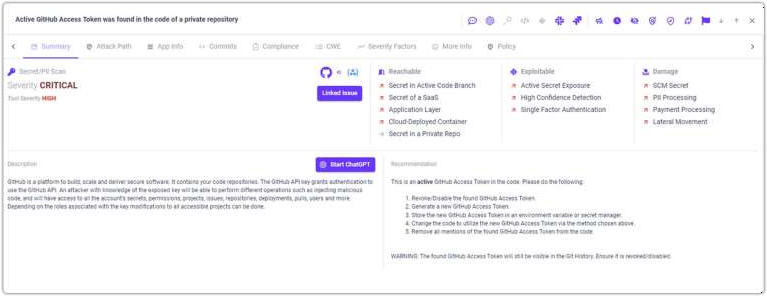 Active GitHub Access Token was found in the code of a private repository
Summary
Attack Path
App Info
Commits
Compliance
CWE
Severity Factors
More Info
Policy
Secret/PII Scan
Severity CRITICAL
Tool Severity HIGH
Linked Issue
Reachable
Secret in Active Code Branch
Secret of a SaaS
Application Layer
Cloud-Deployed Container
Secret in a Private Repo
Exploitable
Active Secret Exposure
High Confidence Detection
Single Factor Authentication
Damage
SCM Secret
PII Processing
Payment Processing
Lateral Movement
Description
Start ChatGPT
GitHub is a platform to build, scale and deliver secure software. It contains your code repositories. The GitHub API key grants authentication to
use the GitHub API. An attacker with knowledge of the exposed key will be able to perform different operations such as injecting malicious
code, and will have access to all the account's secrets, permissions, projects, issues, repositories, deployments, pulls, users and more.
Depending on the roles associated with the key modifications to all accessible projects can be done.
Recommendation
This is an active GitHub Access Token in the code. Please do the following:
1. Revoke/Disable the found GitHub Access Token.
2. Generate a new GitHub Access Token.
3. Store the new GitHub Access Token in an environment variable or secret manager.
4. Change the code to utilize the new GitHub Access Token via the method chosen above.
5. Remove all mentions of the found GitHub Access Token from the code.
WARNING: The found GitHub Access Token will still be visible in the Git History. Ensure it is revoked/disabled.